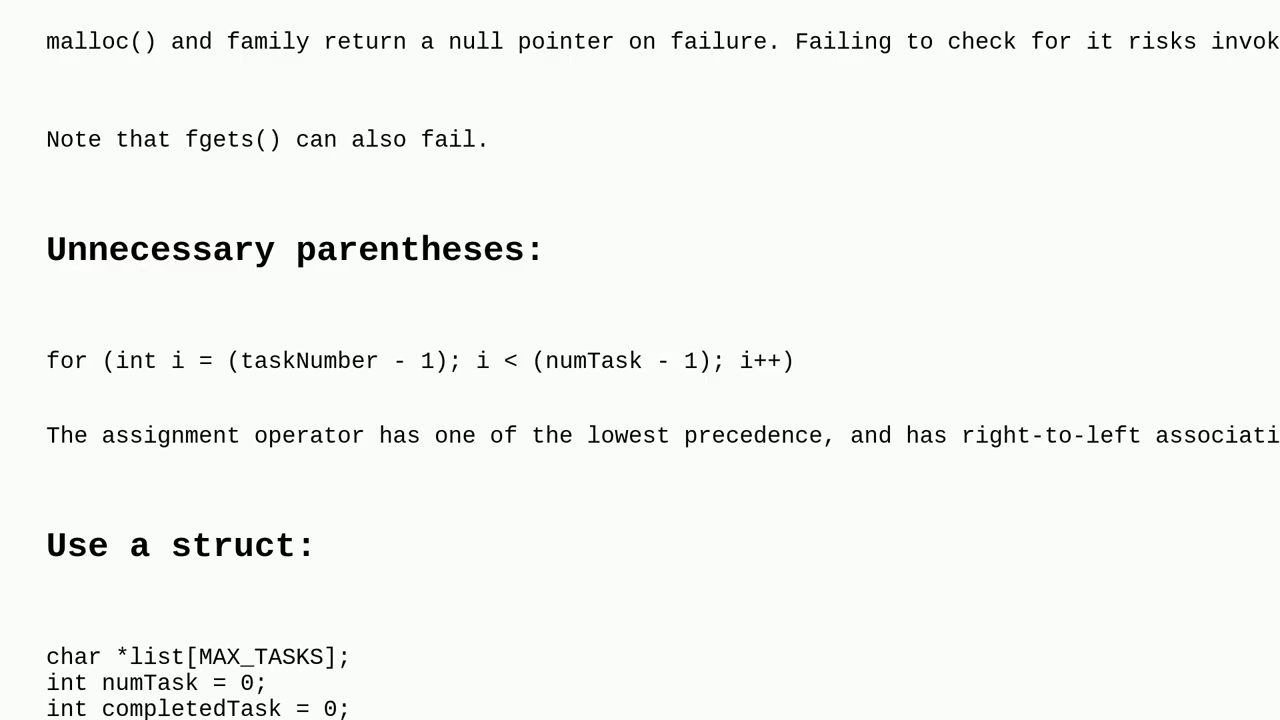 malloc() and family return a null pointer on failure. Failing to check for it risks invok
Note that fgets() can also fail.
Unnecessary parentheses:
for (int i = (taskNumber - 1); i < (numTask - 1); i++)
The assignment operator has one of the lowest precedence, and has right-to-left associati
Use a struct:
char *list[MAX_TASKS];
int numTask = 0;
int completedTask = 0;